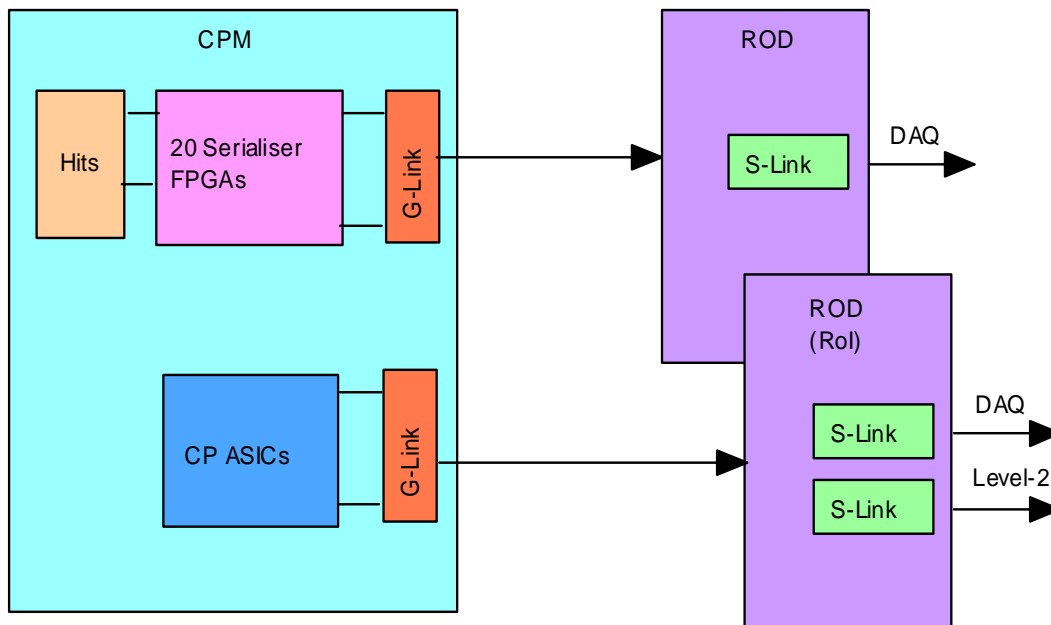 CPM
ROD
Hits
20 Serialiser
FPGAs
G-Link
S-Link
DAQ
ROD
(RoI)
CP ASICs
G-Link
S-Link
DAQ
S-Link
Level-2